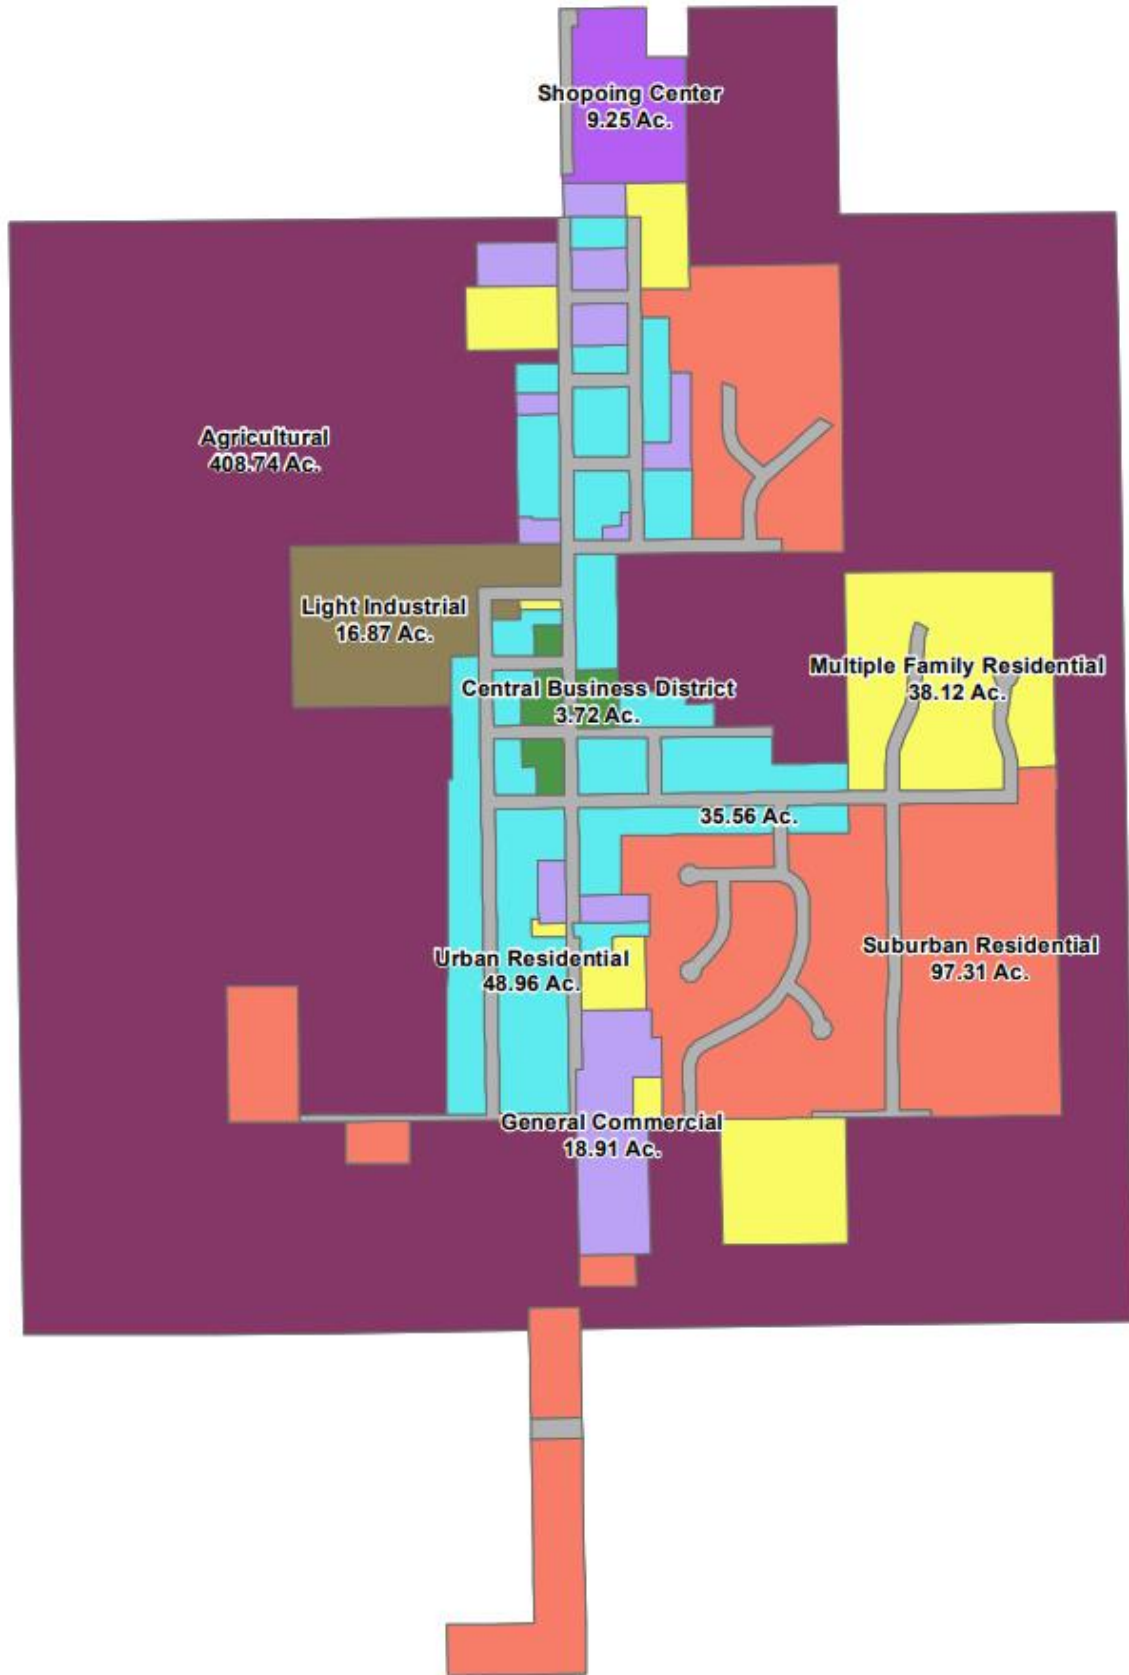 Shopoing Center
9.25 Ac.
Agricultural
408.74 Ac.
Light Industrial
16.87 Ac.
Multiple Family Residential
38.12 Ac.
Central Business District
3.72 Ac.
35.56 Ac.
Suburban Residential
97.31 Ac.
Urban Residential
48.96 Ac.
General Commercial
18.91 Ac.